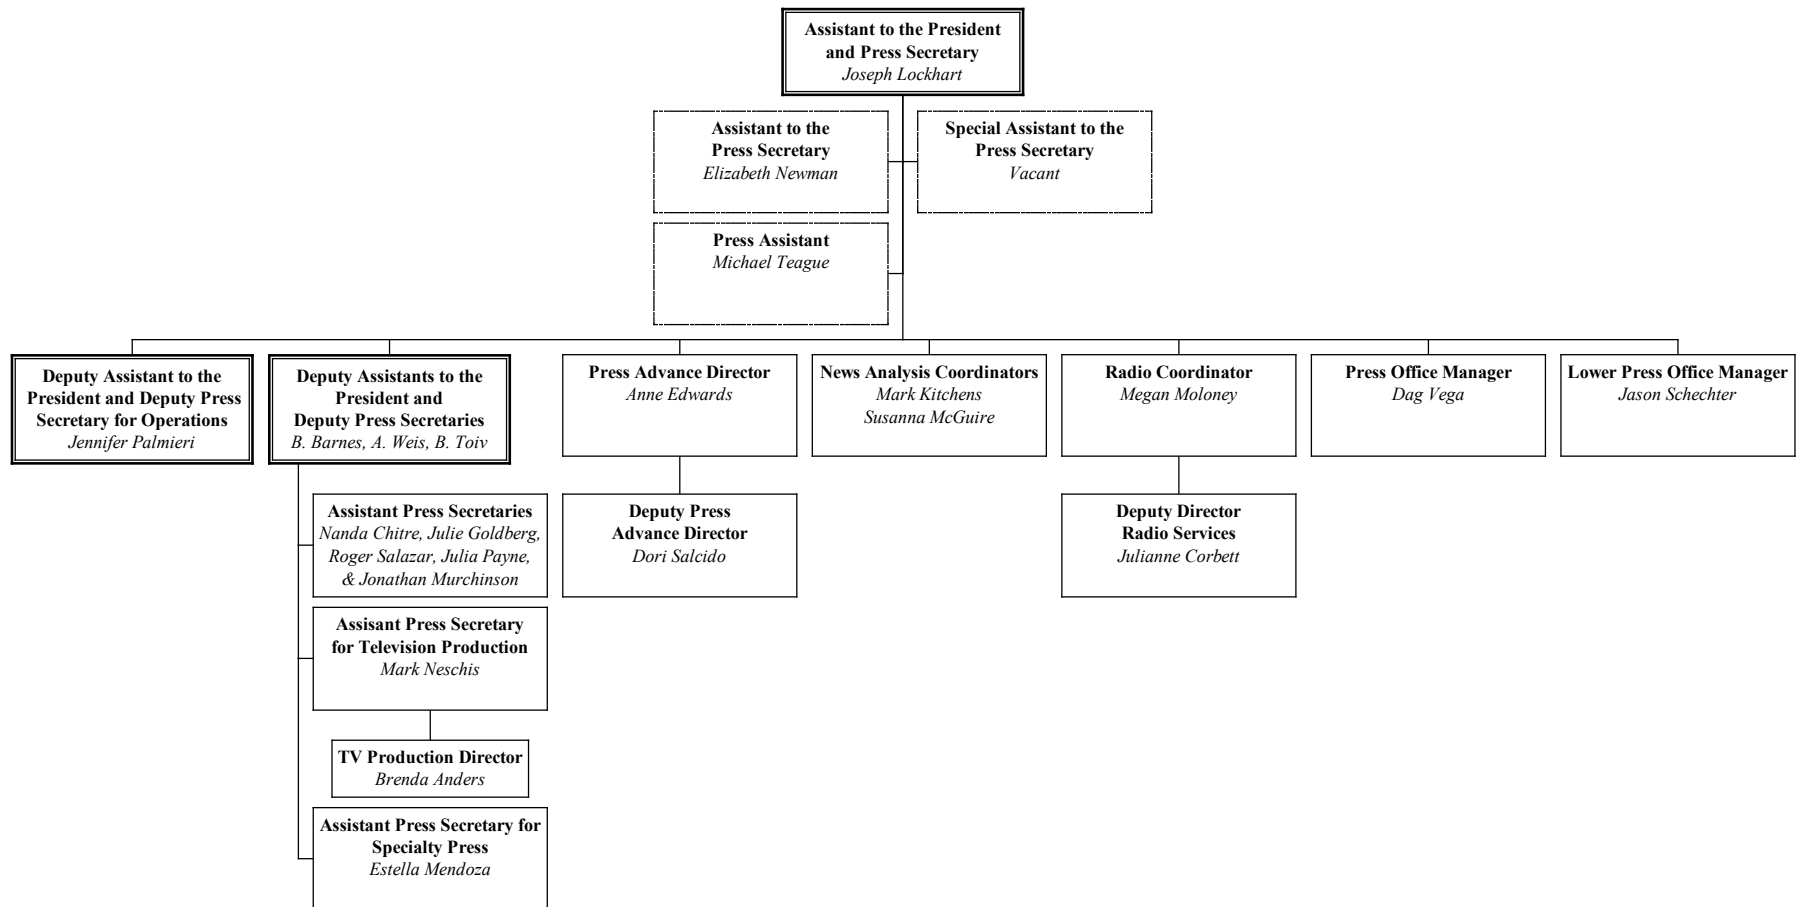 Assistant to the President
and Press Secretary
Joseph Lockhart
Assistant to the
Press Secretary
Elizabeth Newman
Special Assistant to the
Press Secretary
Vacant
Press Assistant
Michael Teague
Deputy Assistant to the
President and Deputy Press
Secretary for Operations
Jennifer Palmieri
Deputy Assistants to the
President and
Deputy Press Secretaries
B. Barnes, A. Weis, B. Toiv
Press Advance Director
Anne Edwards
News Analysis Coordinators
Mark Kitchens
Susanna McGuire
Radio Coordinator
Megan Moloney
Press Office Manager
Dag Vega
Lower Press Office Manager
Jason Schechter
Assistant Press Secretaries
Nanda Chitre, Julie Goldberg,
Roger Salazar, Julia Payne,
& Jonathan Murchinson
Deputy Press
Advance Director
Dori Salcido
Deputy Director
Radio Services
Julianne Corbett
Assisant Press Secretary
for Television Production
Mark Neschis
TV Production Director
Brenda Anders
Assistant Press Secretary for
Specialty Press
Estella Mendoza